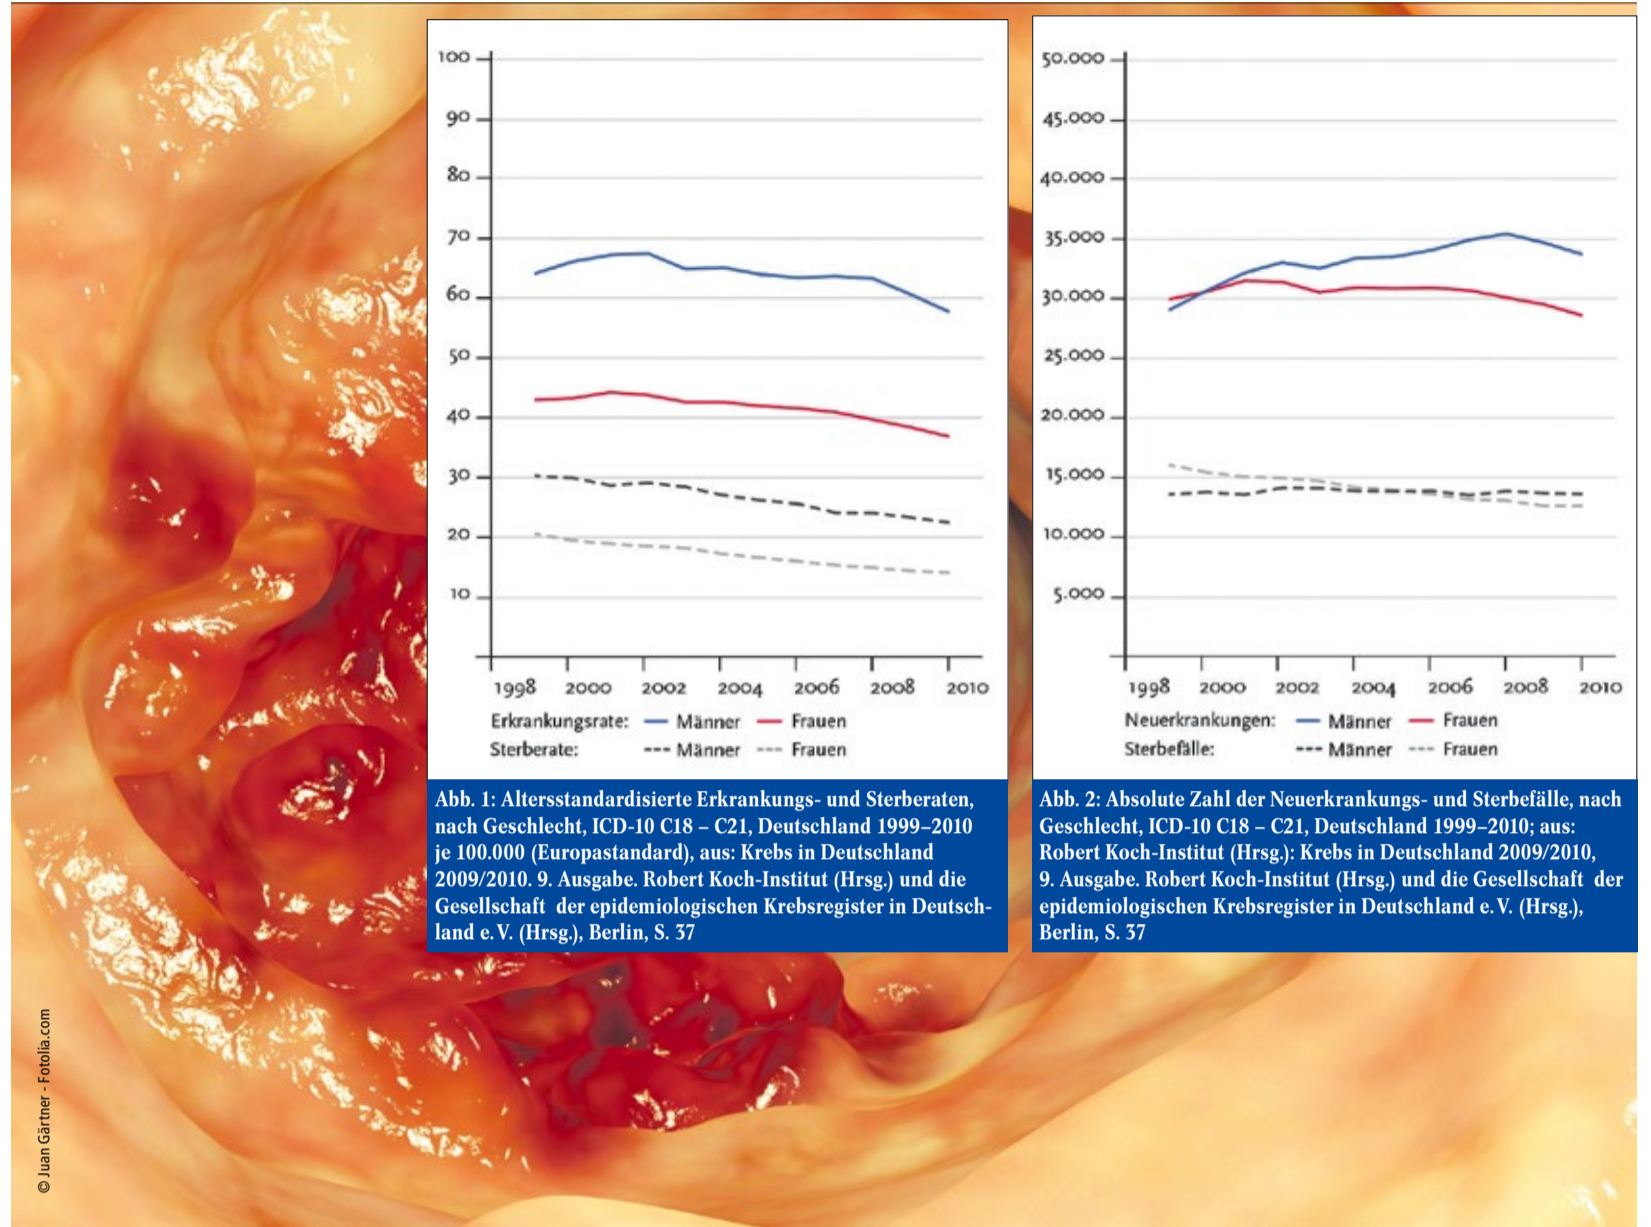 100
90
80
70
60
50
40
30
20
10
1998 2000 2002 2004 2006 2008 2010
Erkrankungsrate: Männer Frauen
Sterberate: Männer Frauen
Abb. 1: Altersstandardisierte Erkrankungs- und Sterberaten,
nach Geschlecht, ICD-10 C18 – C21, Deutschland 1999–2010
je 100.000 (Europastandard), aus: Krebs in Deutschland
2009/2010. 9. Ausgabe. Robert Koch-Institut (Hrsg.) und die
Gesellschaft der epidemiologischen Krebsregister in Deutsch-
land e.V. (Hrsg.), Berlin, S. 37
50.000
45.000
40.000
35.000
30.000
25.000
20.000
15.000
10.000
5.000
1998 2000 2002 2004 2006 2008 2010
Neuerkrankungen: Männer Frauen
Sterbefälle: Männer Frauen
Abb. 2: Absolute Zahl der Neuerkrankungs- und Sterbefälle, nach
Geschlecht, ICD-10 C18 – C21, Deutschland 1999–2010; aus:
Robert Koch-Institut (Hrsg.): Krebs in Deutschland 2009/2010,
9. Ausgabe. Robert Koch-Institut (Hrsg.) und die Gesellschaft der
epidemiologischen Krebsregister in Deutschland e.V. (Hrsg.),
Berlin, S. 37
© Juan Gärtner - Fotolia.com